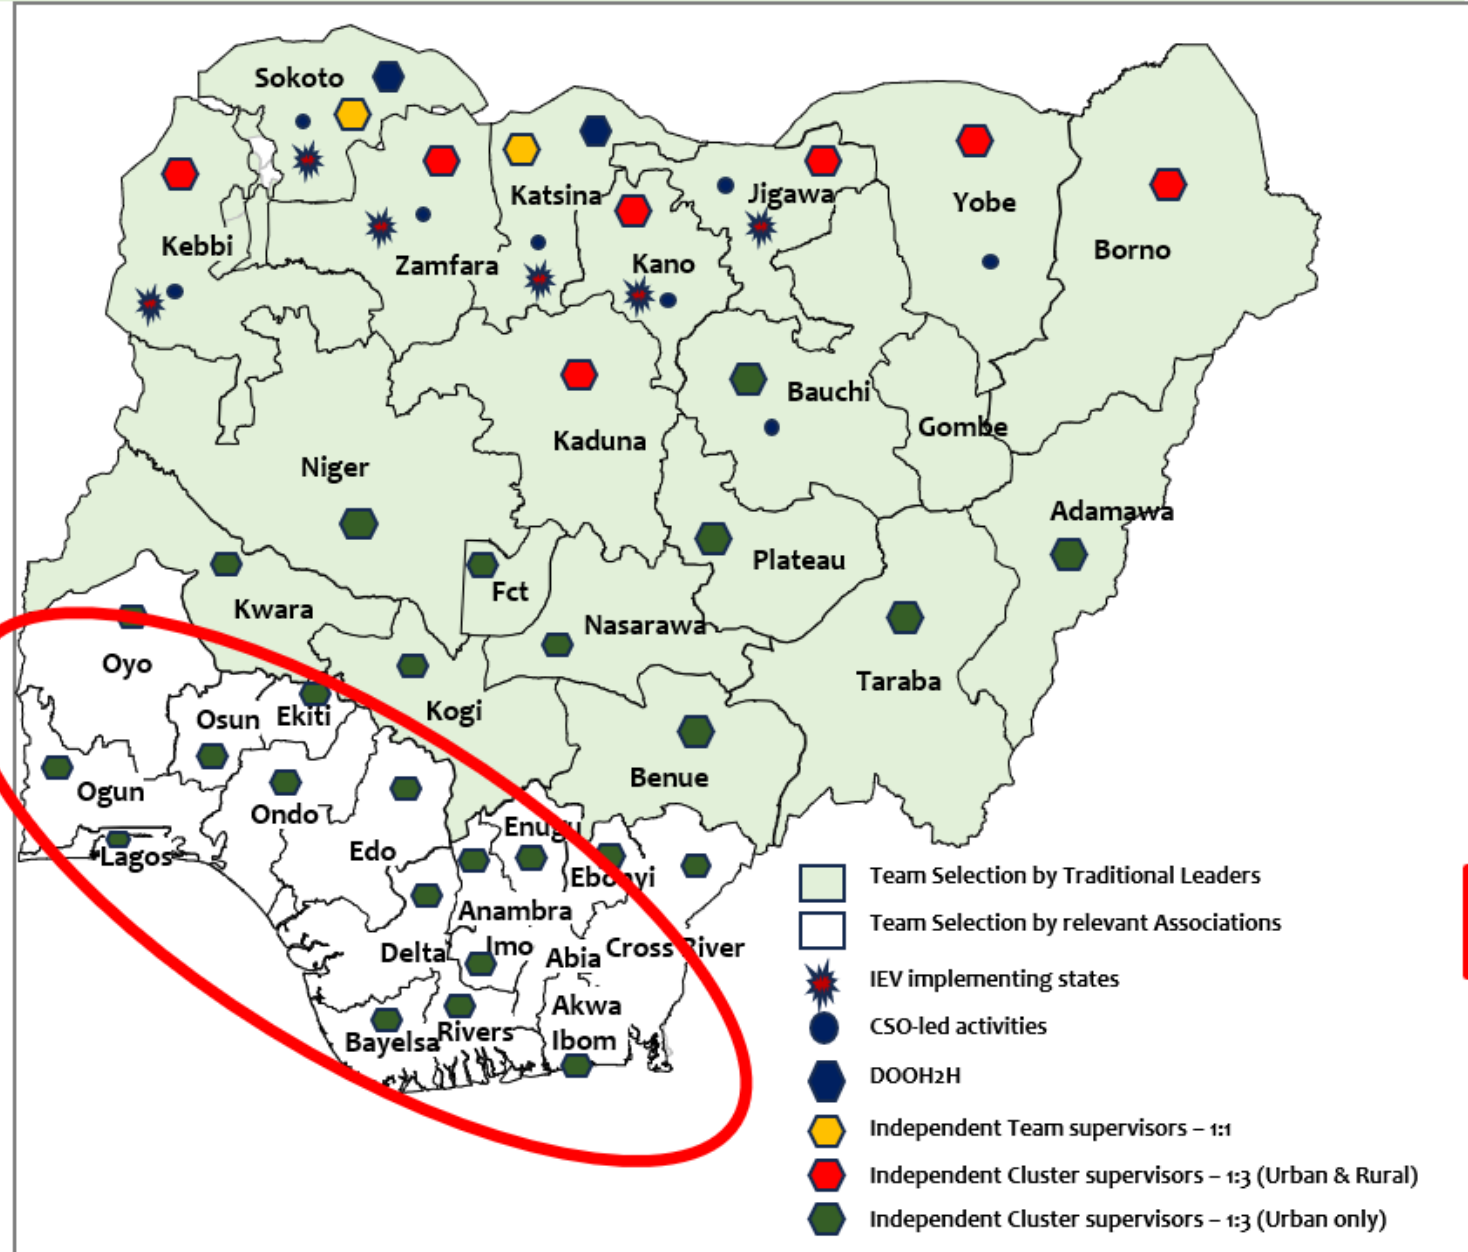 Sokoto
Katsina
Jigawa
Yobe
Kebbi
Zamfara
Kano
Borno
Bauchi
Gombe
Kaduna
Niger
Adamawa
Plateau
Fct
Kwara
Nasarawa
Oyo
Taraba
Kogi
Osun
Ekiti
Benue
Ogun
Ondo
Enugu
Edo
Lagos
Ebonyi
Anambra
Delta
Imo
Abia
Cross River
Akwa
Ibom
Rivers
Bayelsa
Team Selection by Traditional Leaders
Team Selection by relevant Associations
IEV implementing states
CSO-led activities
DOOH2H
Independent Team supervisors – 1:1
Independent Cluster supervisors – 1:3 (Urban & Rural)
Independent Cluster supervisors – 1:3 (Urban only)